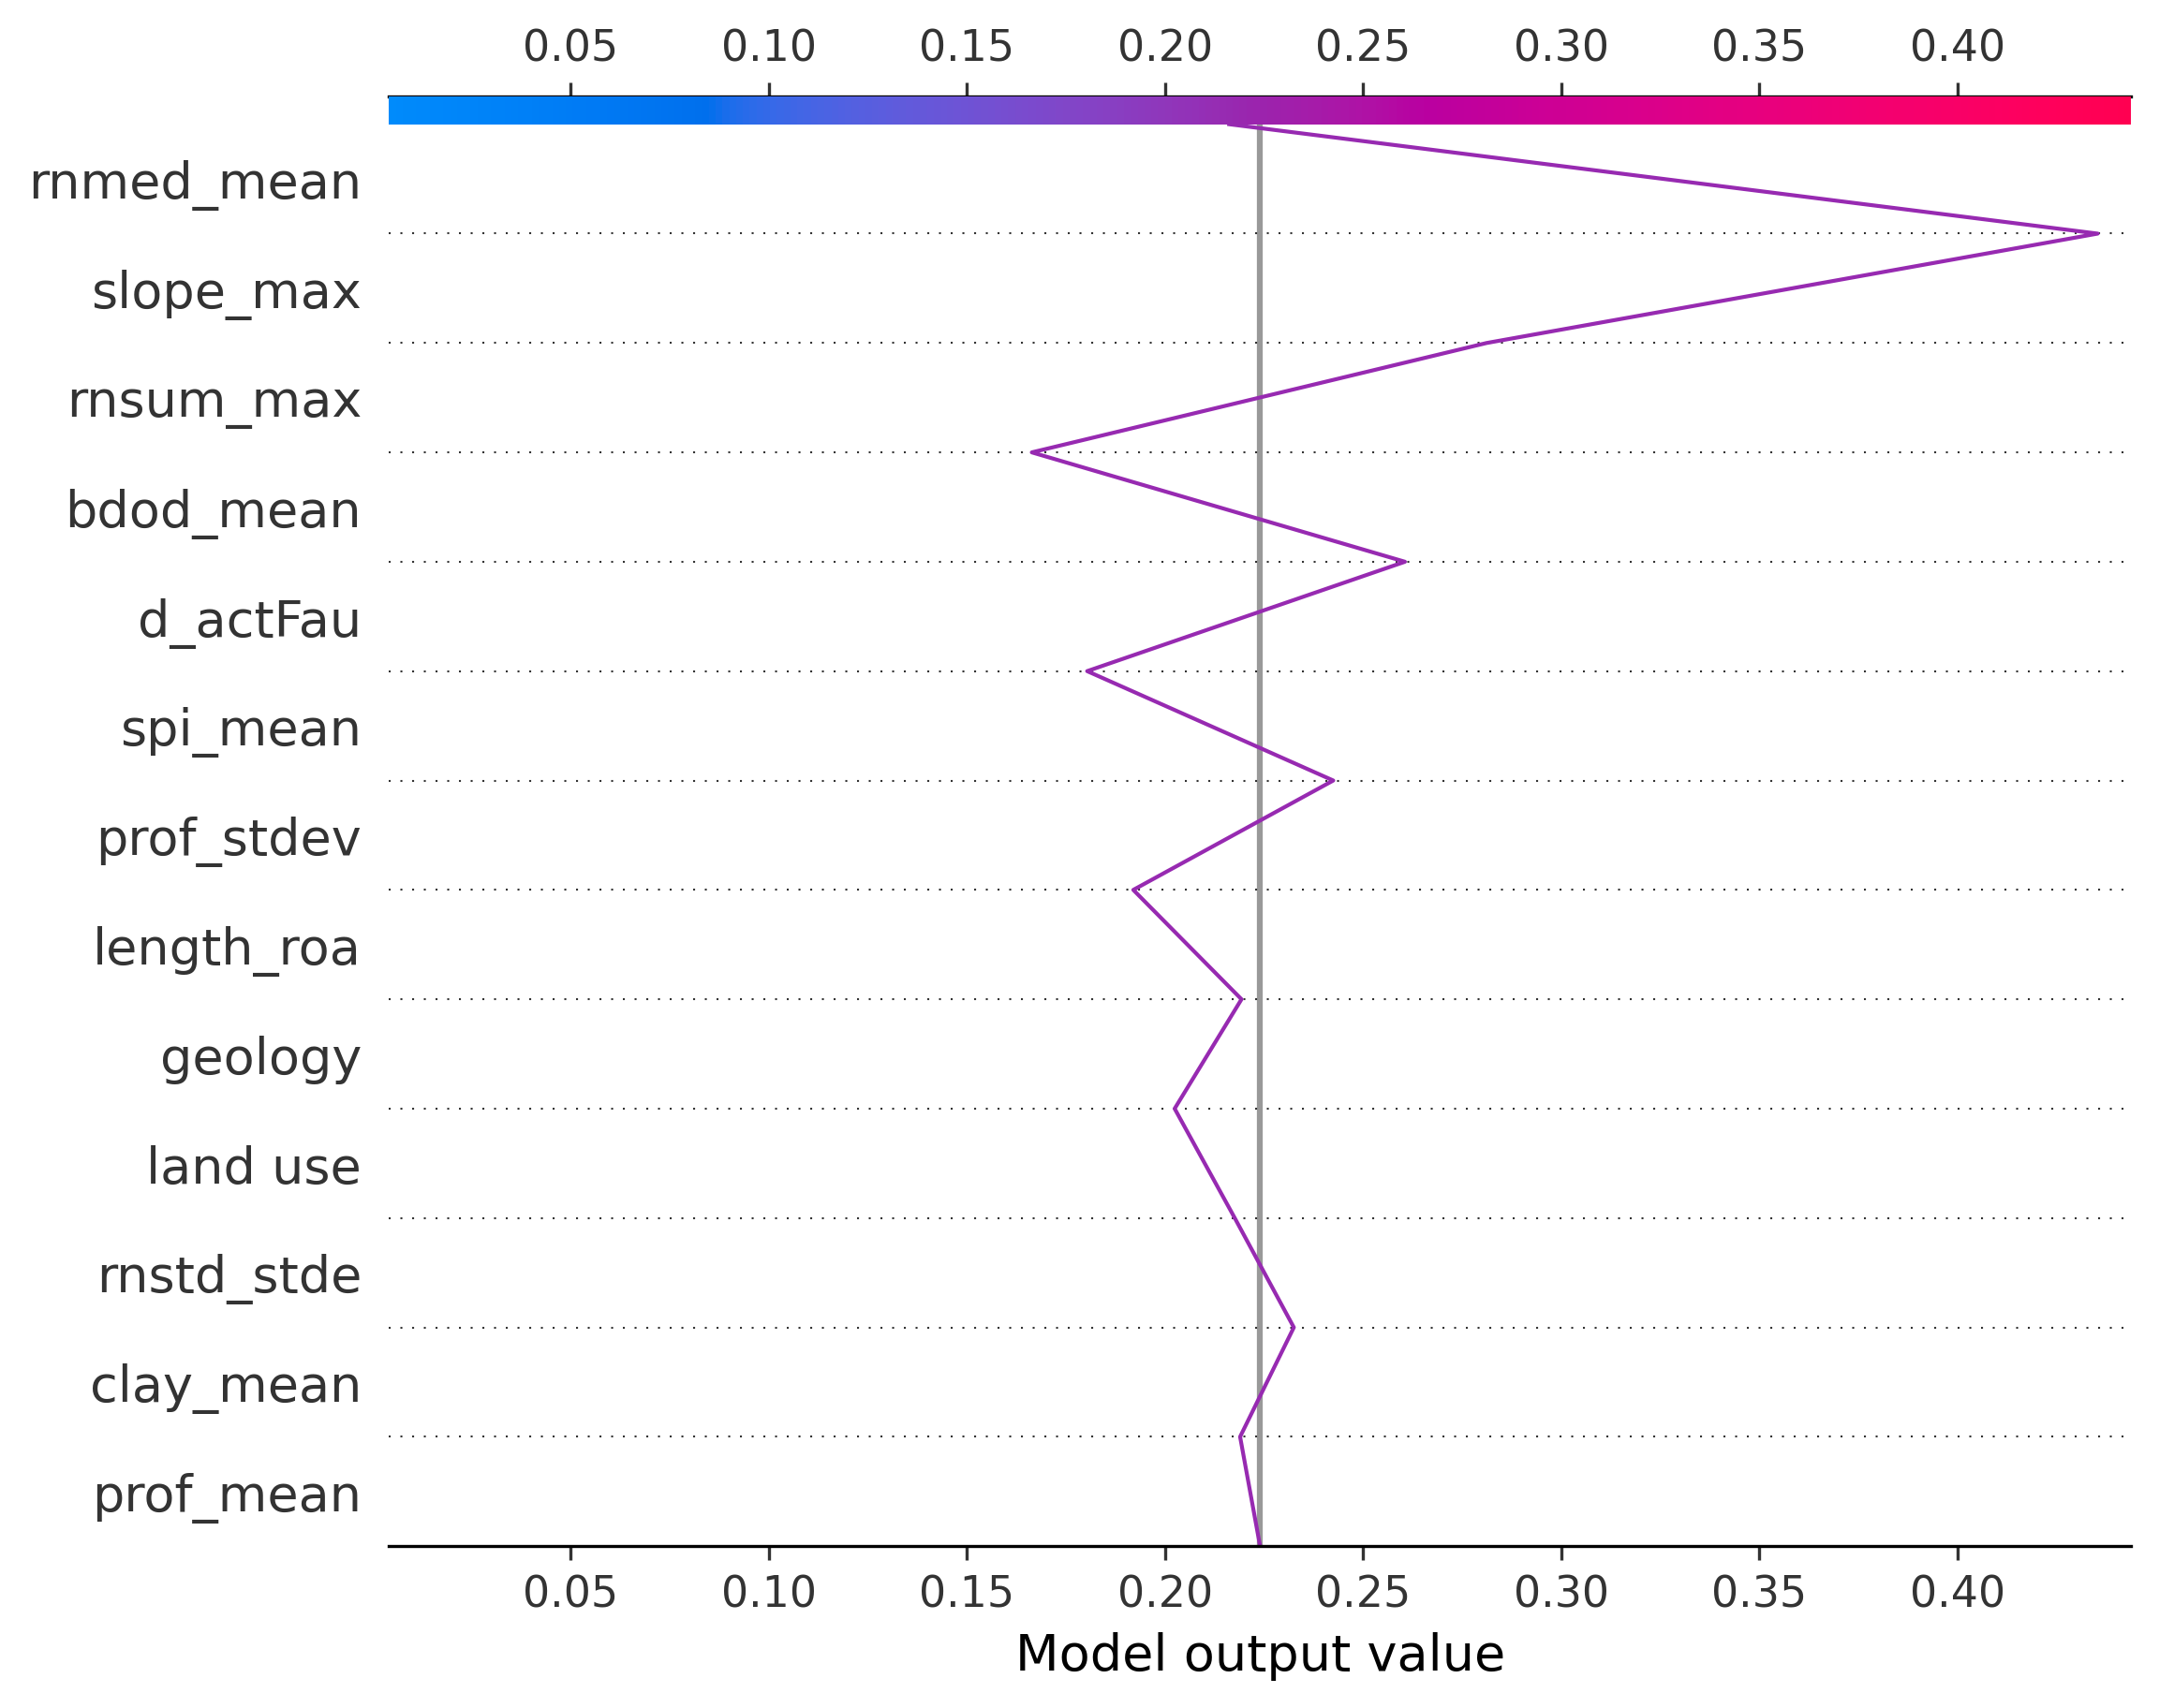 0.05 0.10 0.15 0.20 0.25 0.30 0.35 0.40
rnmed_mean
slope_max
rnsum_max
bdod_mean
d_actFau
spi_mean
prof_stdev
length_roa
geology
land use
rnstd_stde
clay_mean
prof_mean
0.05 0.10 0.15 0.20 0.25 0.30 0.35 0.40
Model output value